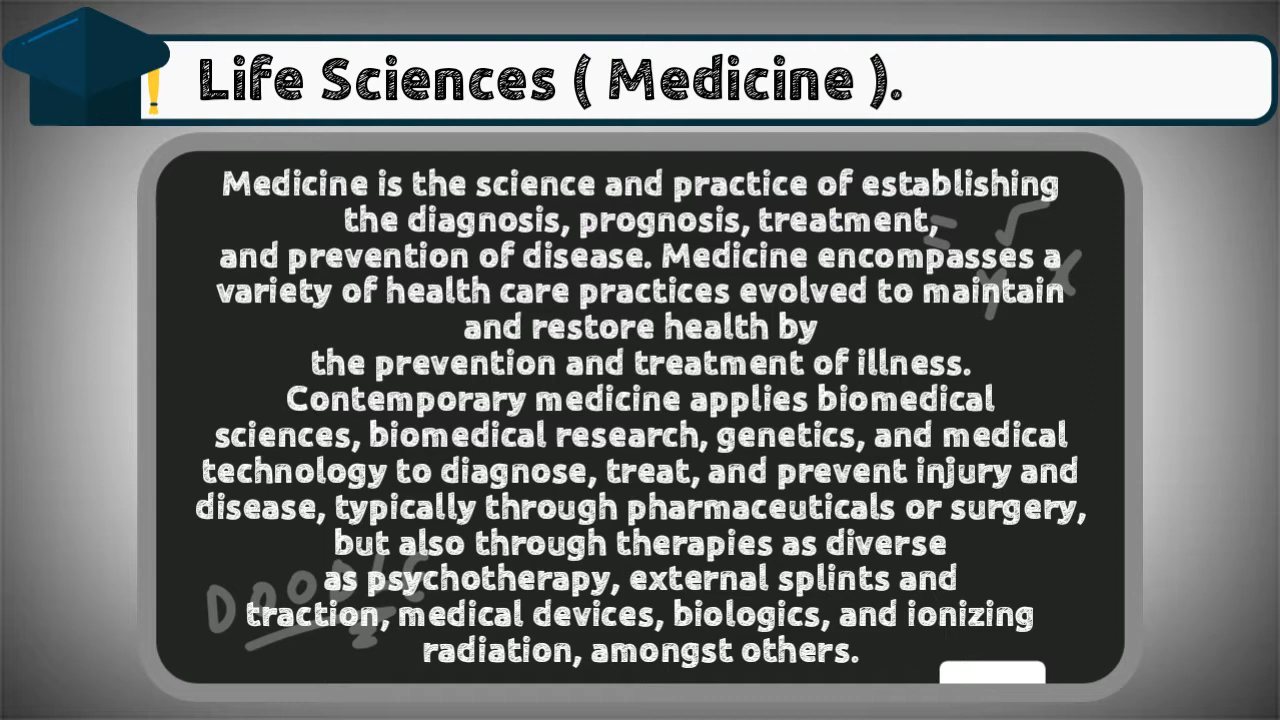 Life Sciences ( Medicine ).
Medicine is the science and practice of establishing
the diagnosis, prognosis, treatment,
and prevention of disease. Medicine encompasses a
variety of health care practices evolved to maintain
and restore health by
the prevention and treatment of illness.
Contemporary medicine applies biomedical
sciences, biomedical research, genetics, and medical
technology to diagnose, treat, and prevent injury and
disease, typically through pharmaceuticals or surgery,
but also through therapies as diverse
as psychotherapy, external splints and
traction, medical devices, biologics, and ionizing
radiation, amongst others.